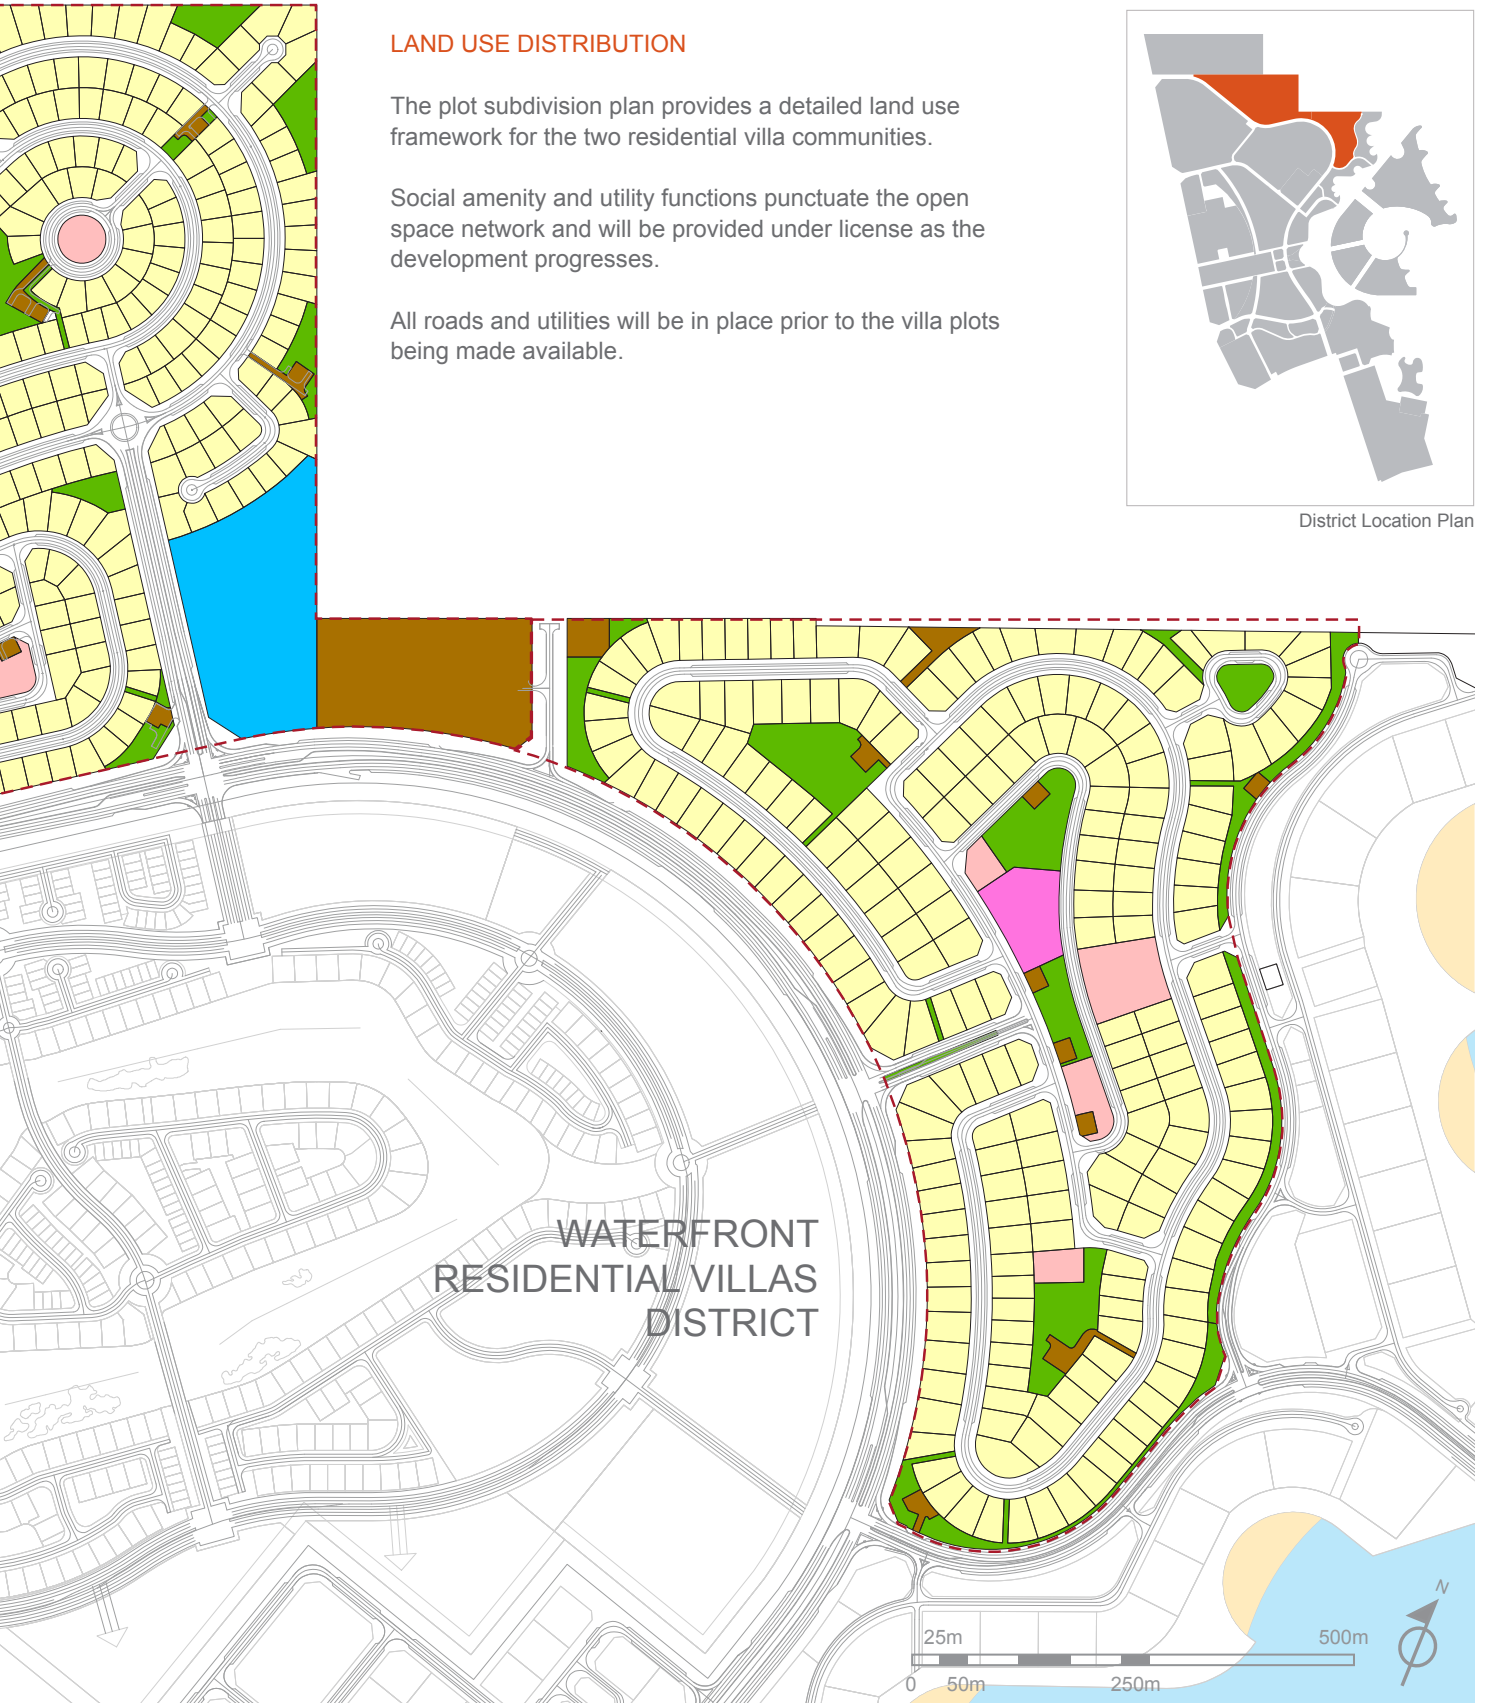 LAND USE DISTRIBUTION
The plot subdivision plan provides a detailed land use
framework for the two residential villa communities.
Social amenity and utility functions punctuate the open
space network and will be provided under license as the
development progresses.
All roads and utilities will be in place prior to the villa plots
being made available.
District Location Plan
WATERFRONT
RESIDENTIAL VILLAS
DISTRICT
N
25m
500m
0
50m
250m